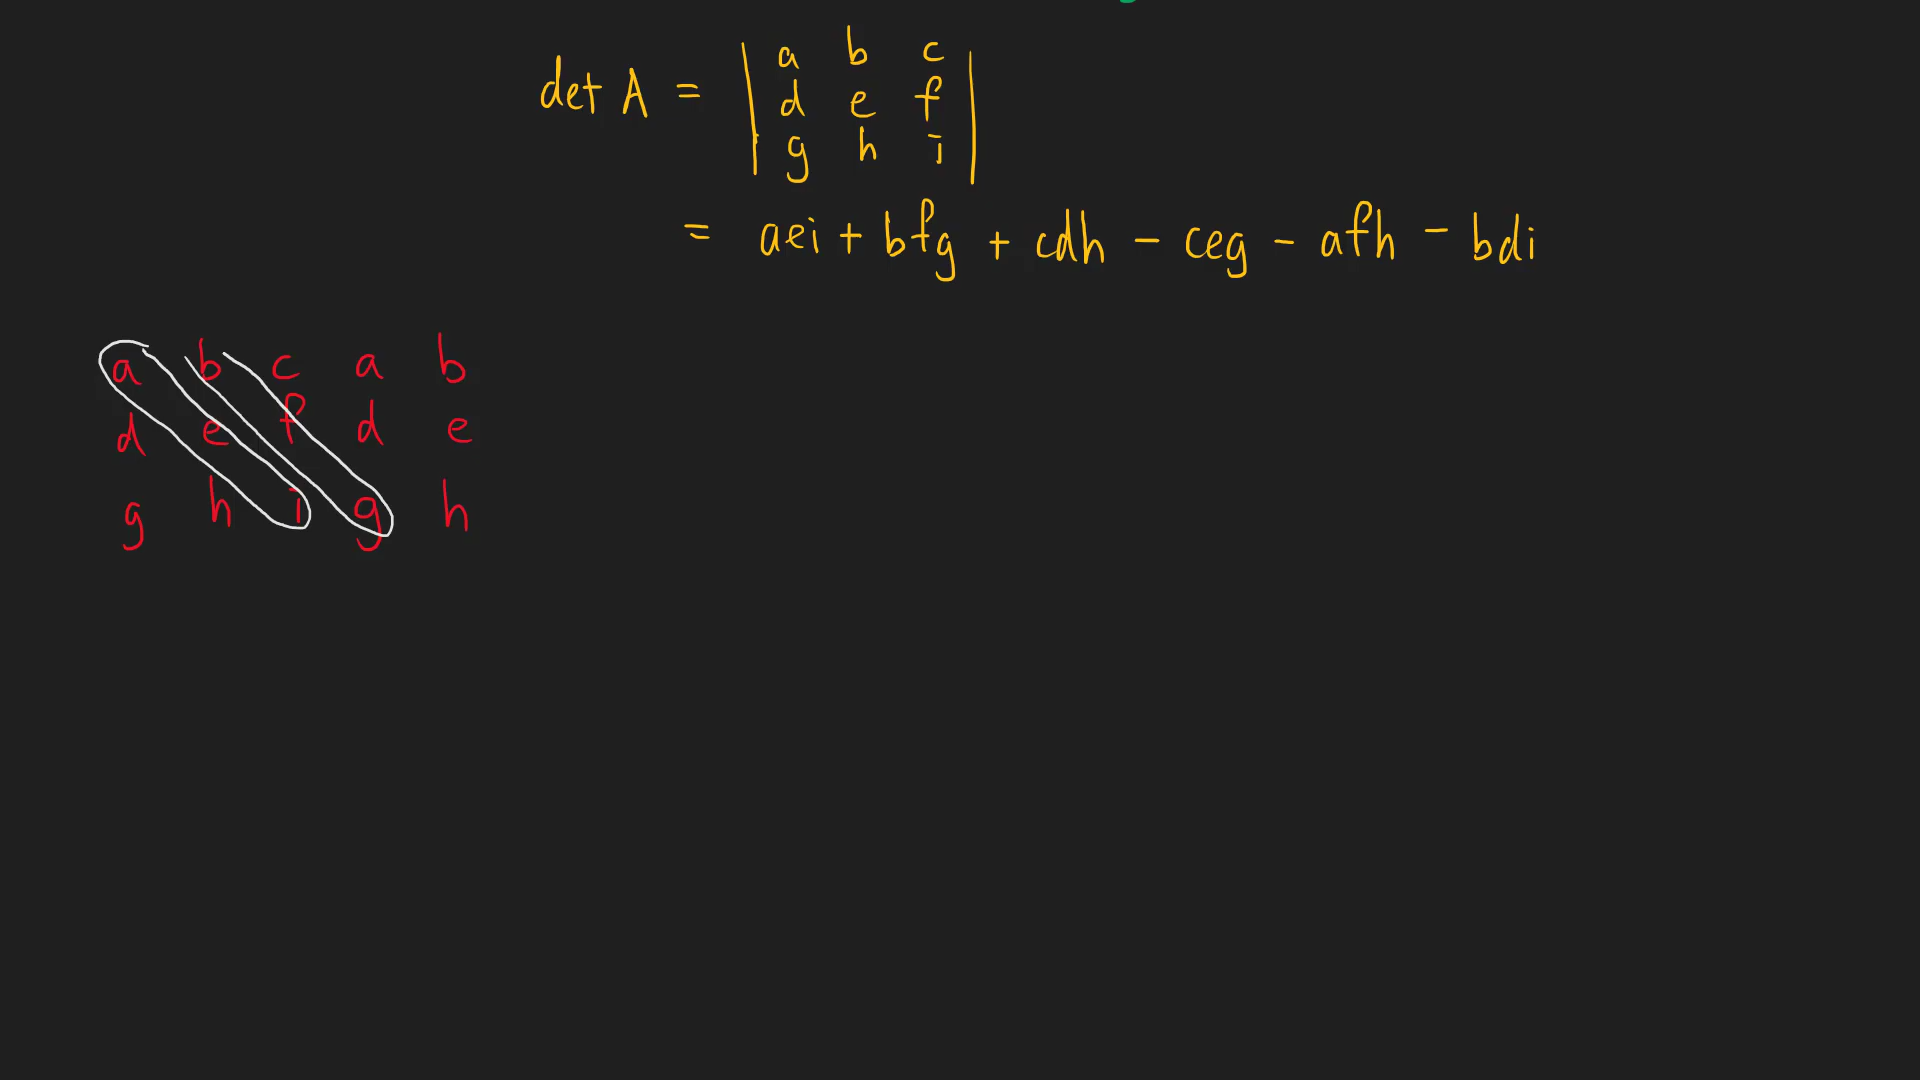 det A = | a b c |
| d e f |
| g h i |
= aei + bfg + cdh - ceg - afh - bdi
a b c a b
d e f d e
g h i g h